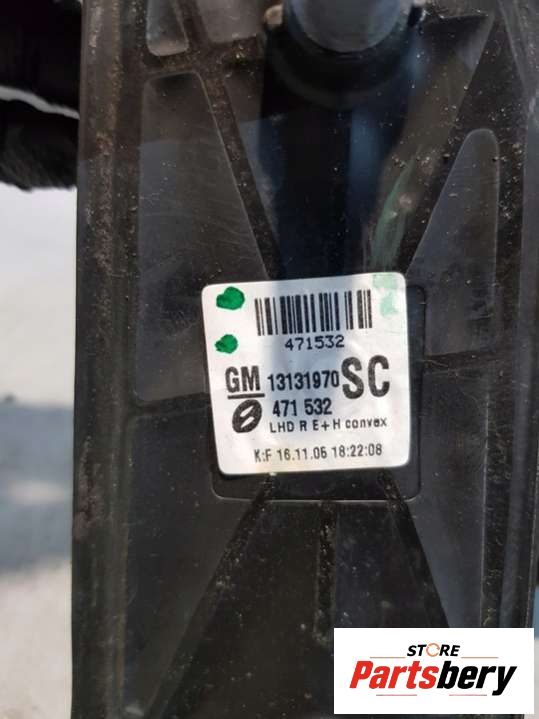 471532
GM 13131970 SC
471 532
LHD R E+H convex
K:F 16.11.06 18:22:08
STORE
Partsbery